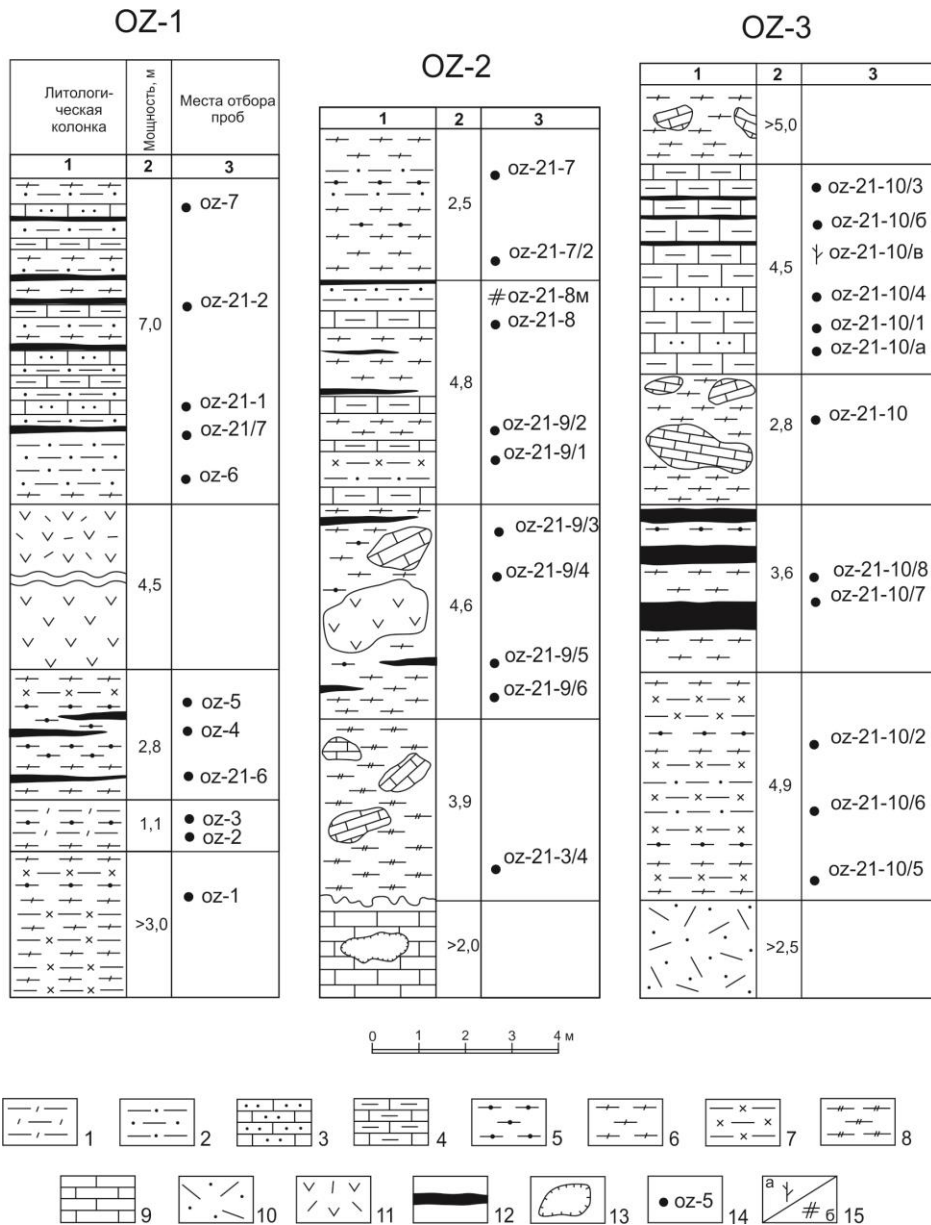 OZ-1
Литологи-
ческая
колонка
Мощность, м
Места отбора
проб
1 2 3
oz-7
oz-21-2
7,0
oz-21-1
oz-21/7
oz-6
4,5
oz-5
oz-4
2,8
oz-21-6
1,1
oz-3
oz-2
oz-1
>3,0
OZ-2
1 2 3
oz-21-7
2,5
oz-21-7/2
oz-21-8м
oz-21-8
4,8
oz-21-9/2
oz-21-9/1
oz-21-9/3
oz-21-9/4
4,6
oz-21-9/5
oz-21-9/6
3,9
oz-21-3/4
>2,0
OZ-3
1 2 3
>5,0
oz-21-10/3
oz-21-10/б
oz-21-10/в
4,5
oz-21-10/4
oz-21-10/1
oz-21-10/а
2,8
oz-21-10
3,6
oz-21-10/8
oz-21-10/7
oz-21-10/2
4,9
oz-21-10/6
oz-21-10/5
>2,5
0 1 2 3 4 м
1 2 3 4 5 6 7 8
9 10 11 12 13 oz-5 14 а б 15